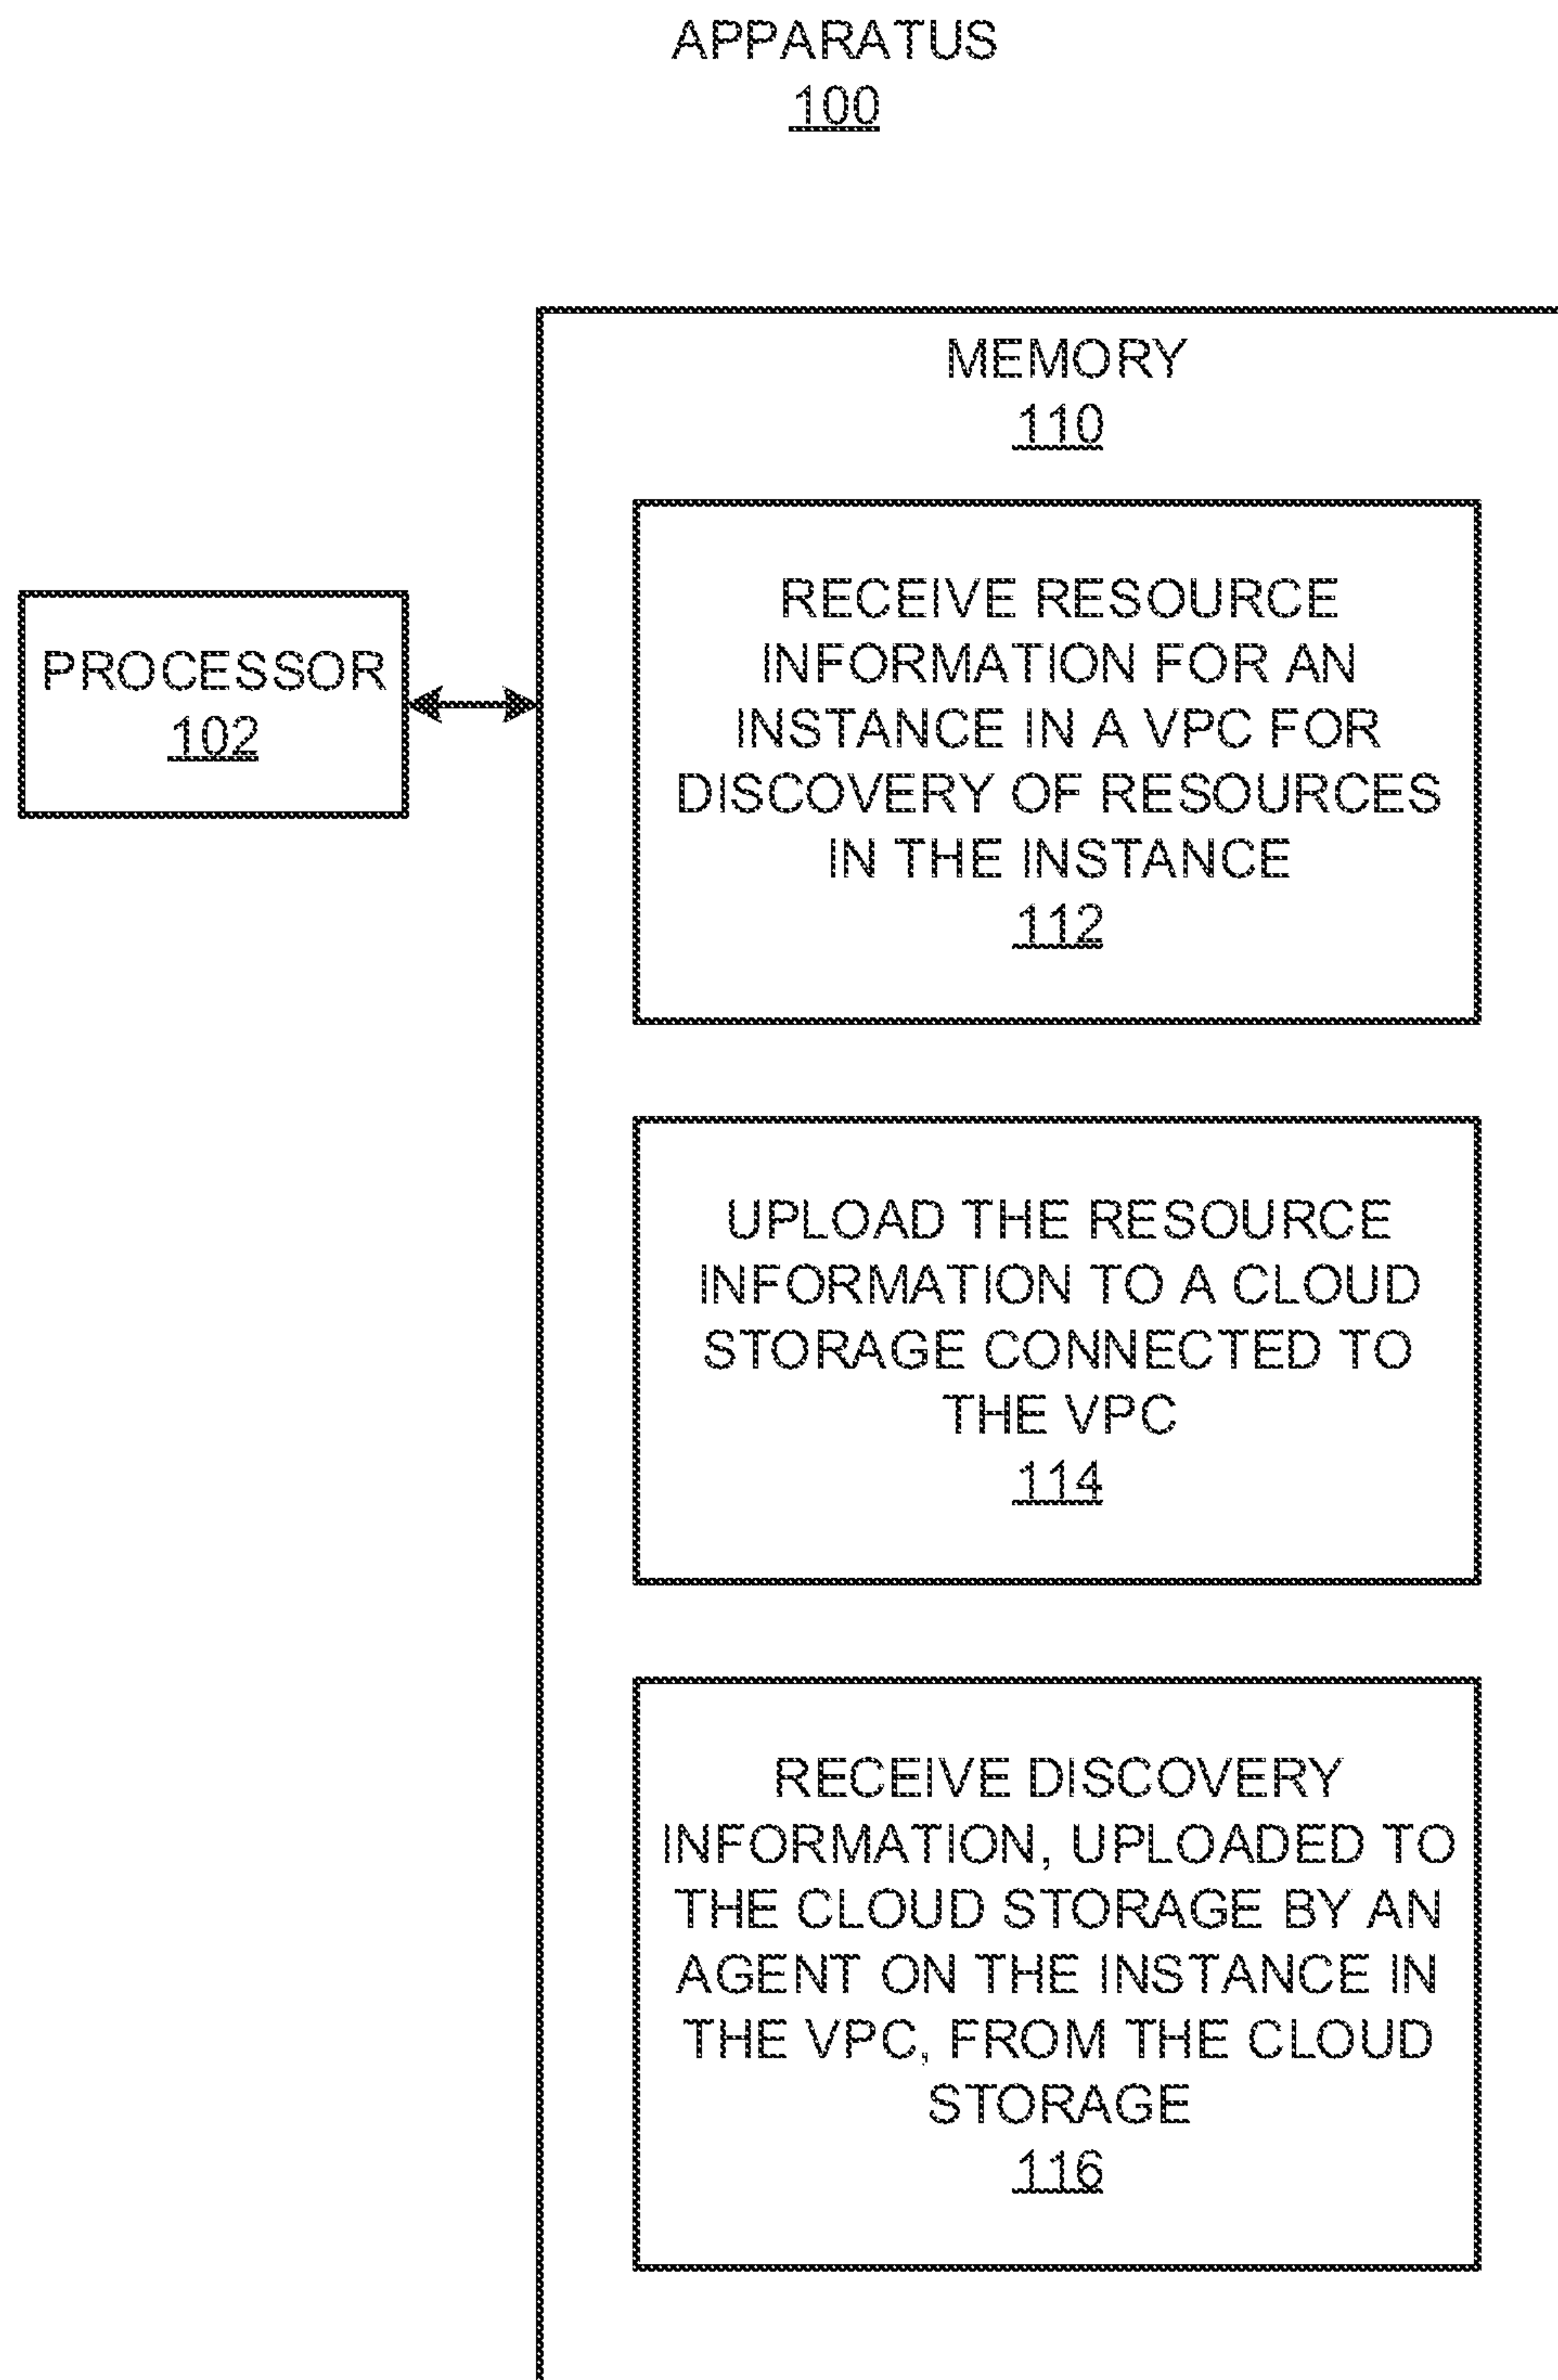 APPARATUS
100
MEMORY
110
PROCESSOR
102
RECEIVE RESOURCE
INFORMATION FOR AN
INSTANCE IN A VPC FOR
DISCOVERY OF RESOURCES
IN THE INSTANCE
112
UPLOAD THE RESOURCE
INFORMATION TO A CLOUD
STORAGE CONNECTED TO
THE VPC
114
RECEIVE DISCOVERY
INFORMATION, UPLOADED TO
THE CLOUD STORAGE BY AN
AGENT ON THE INSTANCE IN
THE VPC, FROM THE CLOUD
STORAGE
116